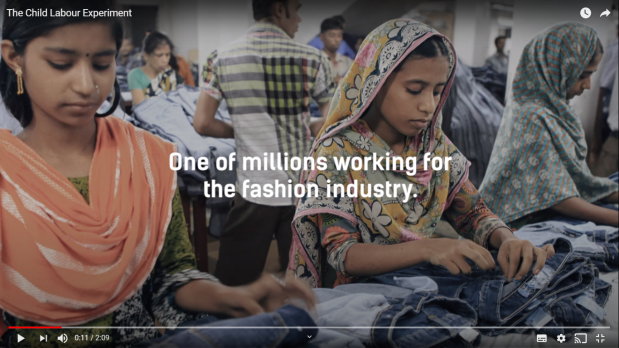 The Child Labour Experiment
One of millions working for
the fashion industry.
0:11 / 2:09